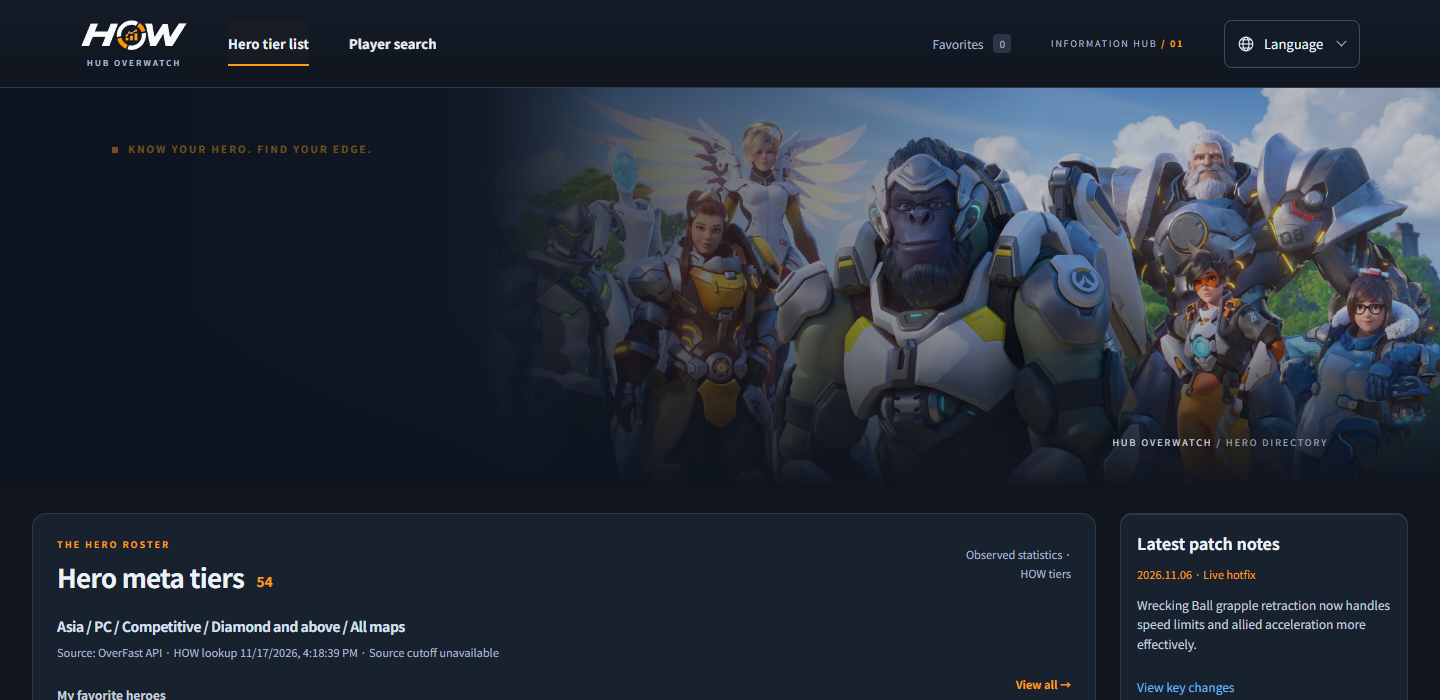 HOW
HUB OVERWATCH
Hero tier list
Player search
Favorites 0
INFORMATION HUB / 01
Language
KNOW YOUR HERO. FIND YOUR EDGE.
08
HUB OVERWATCH / HERO DIRECTORY
THE HERO ROSTER
Hero meta tiers 54
Observed statistics ·
HOW tiers
Asia / PC / Competitive / Diamond and above / All maps
Source: OverFast API · HOW lookup 11/17/2026, 4:18:39 PM · Source cutoff unavailable
My favorite heroes
View all →
Latest patch notes
2026.11.06 · Live hotfix
Wrecking Ball grapple retraction now handles
speed limits and allied acceleration more
effectively.
View key changes